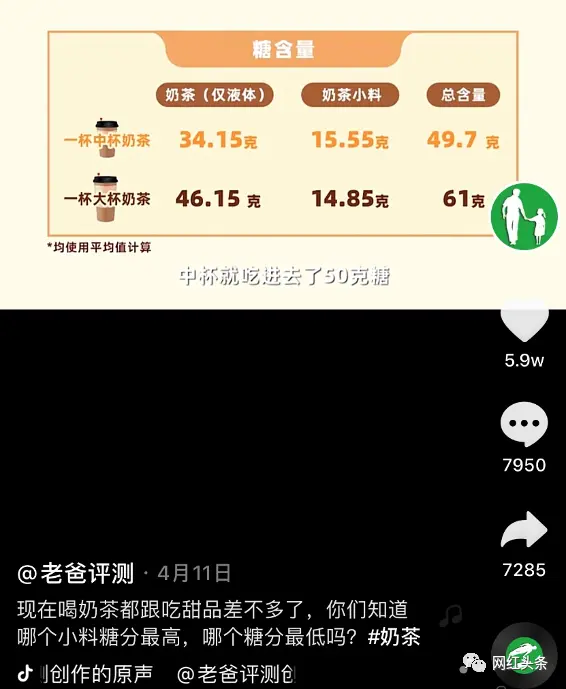 糖含量
奶茶（仅液体） 奶茶小料 总含量
一杯中杯奶茶 34.15克 15.55克 49.7 克
一杯大杯奶茶 46.15 克 14.85克 61克
*均使用平均值计算
中杯就吃进去了50克糖
5.9w
7950
7285
@老爸评测 · 4月11日
现在喝奶茶都跟吃甜品差不多了，你们知道
哪个小料糖分最高，哪个糖分最低吗？#奶茶
创作的原声 @老爸评测创
网红头条